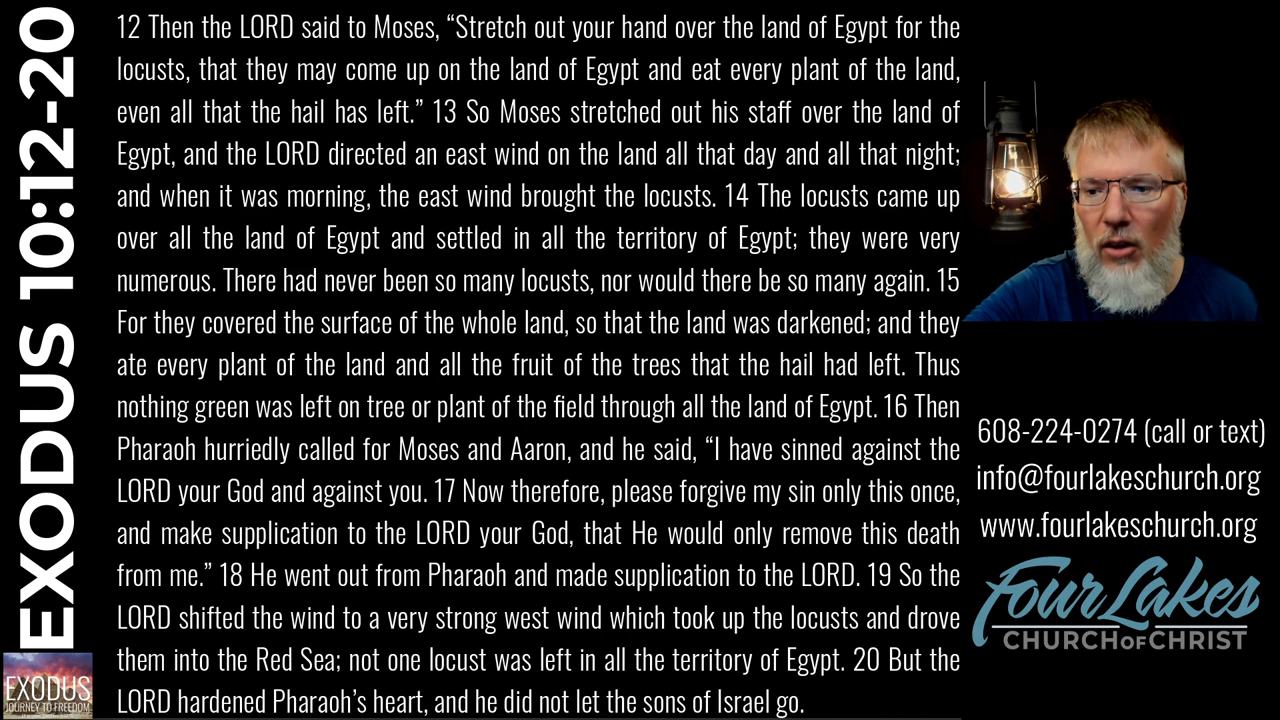 EXODUS 10:12-20
12 Then the LORD said to Moses, “Stretch out your hand over the land of Egypt for the
locusts, that they may come up on the land of Egypt and eat every plant of the land,
even all that the hail has left.” 13 So Moses stretched out his staff over the land of
Egypt, and the LORD directed an east wind on the land all that day and all that night;
and when it was morning, the east wind brought the locusts. 14 The locusts came up
over all the land of Egypt and settled in all the territory of Egypt; they were very
numerous. There had never been so many locusts, nor would there be so many again. 15
For they covered the surface of the whole land, so that the land was darkened; and they
ate every plant of the land and all the fruit of the trees that the hail had left. Thus
nothing green was left on tree or plant of the field through all the land of Egypt. 16 Then
Pharaoh hurriedly called for Moses and Aaron, and he said, “I have sinned against the
LORD your God and against you. 17 Now therefore, please forgive my sin only this once,
and make supplication to the LORD your God, that He would only remove this death
from me.” 18 He went out from Pharaoh and made supplication to the LORD. 19 So the
LORD shifted the wind to a very strong west wind which took up the locusts and drove
them into the Red Sea; not one locust was left in all the territory of Egypt. 20 But the
LORD hardened Pharaoh’s heart, and he did not let the sons of Israel go.
608-224-0274 (call or text)
info@fourlakeschurch.org
www.fourlakeschurch.org
Four Lakes
CHURCH OF CHRIST
EXODUS
JOURNEY TO FREEDOM